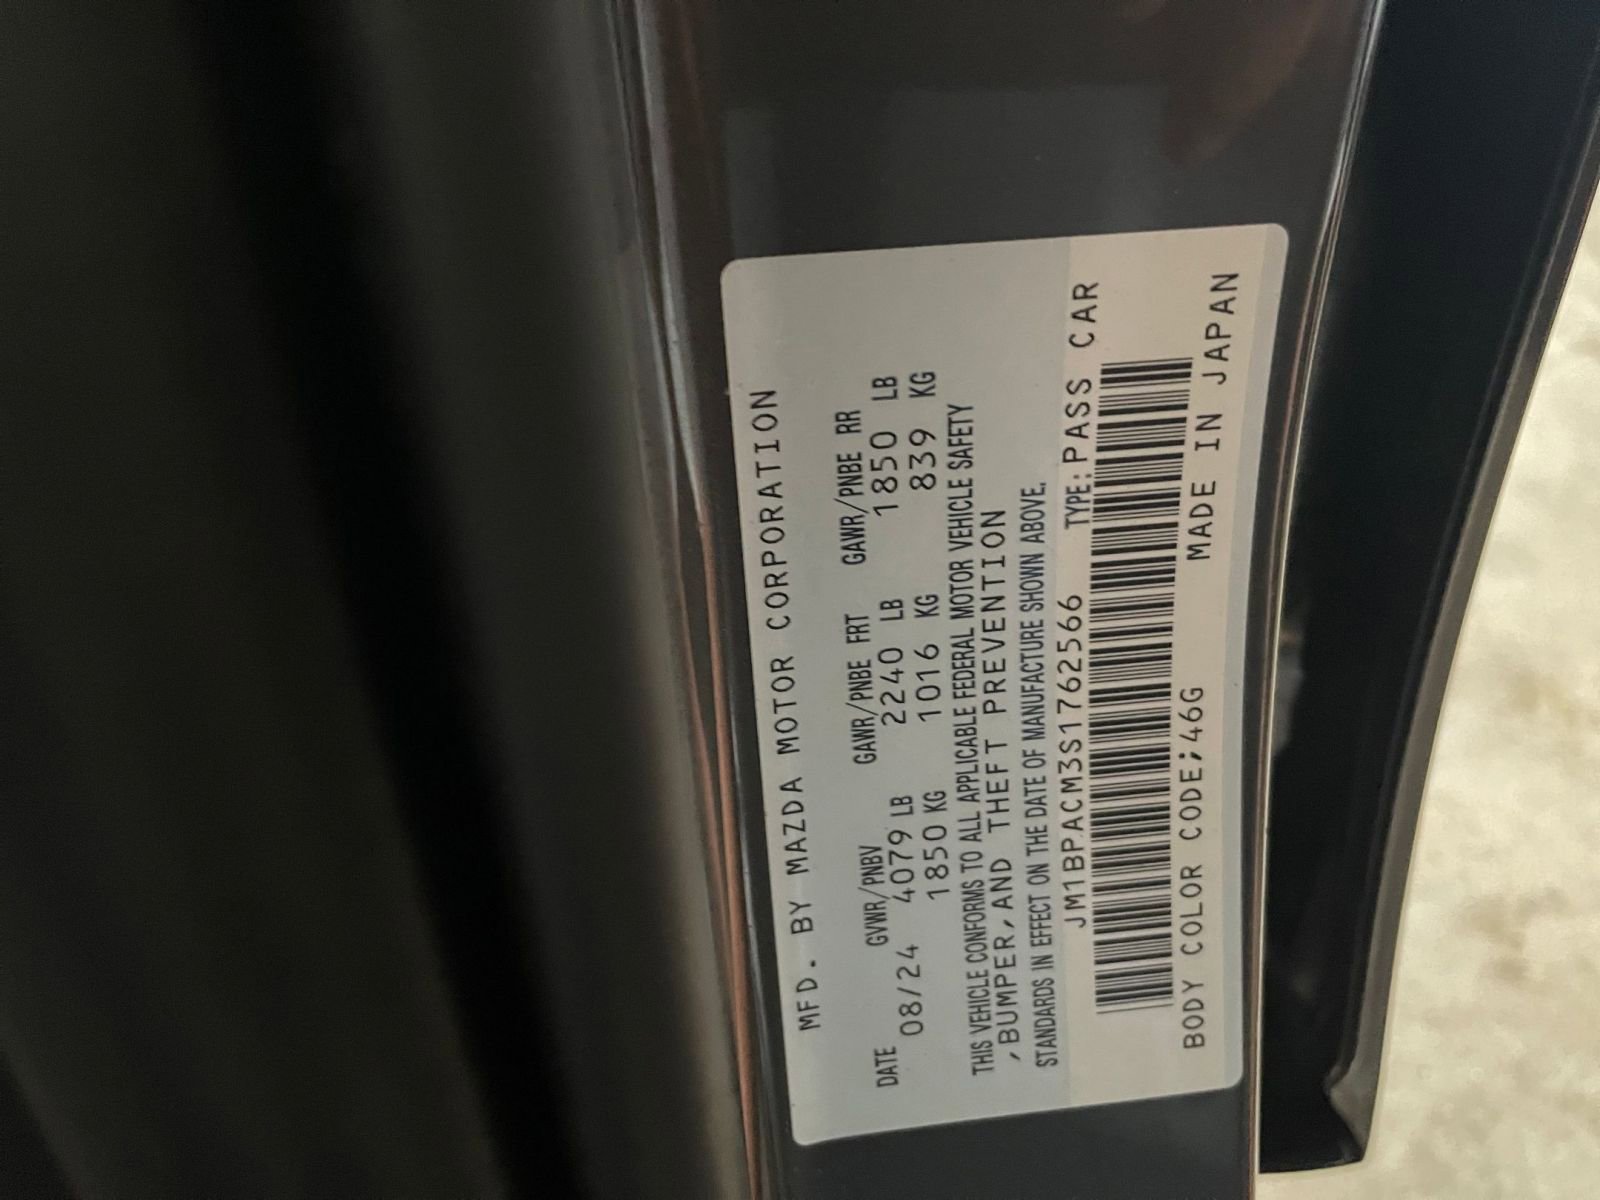 MFD. BY MAZDA MOTOR CORPORATION
DATE GVWR/PNBV GAWR/PNBE FRT GAWR/PNBE RR
08/24 4079 LB 2240 LB 1850 LB
1850 KG 1016 KG 839 KG
THIS VEHICLE CONFORMS TO ALL APPLICABLE FEDERAL MOTOR VEHICLE SAFETY
,BUMPER,AND THEFT PREVENTION
STANDARDS IN EFFECT ON THE DATE OF MANUFACTURE SHOWN ABOVE.
JM1BPACM3S1762566 TYPE:PASS CAR
BODY COLOR CODE;46G MADE IN JAPAN